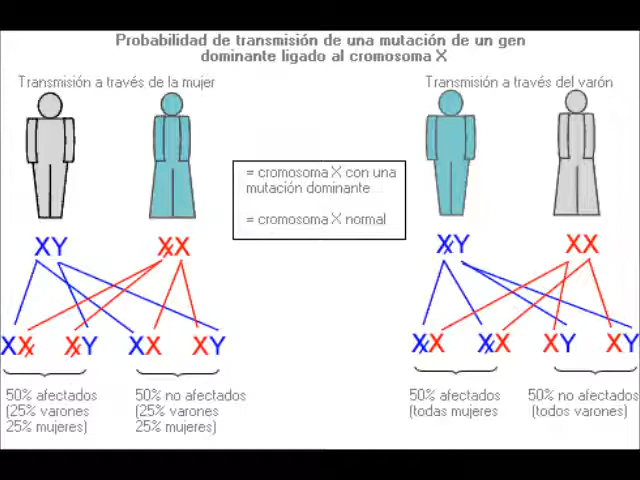 Probabilidad de transmisión de una mutación de un gen
dominante ligado al cromosoma X
Transmisión a través de la mujer
Transmisión a través del varón
= cromosoma X con una
mutación dominante
= cromosoma X normal
XY
XX
XY
XX
XX
XY
XX
XY
XX
XX
XY
XY
50% afectados
(25% varones
25% mujeres)
50% no afectados
(25% varones
25% mujeres)
50% afectados
(todas mujeres
50% no afectados
(todos varones)